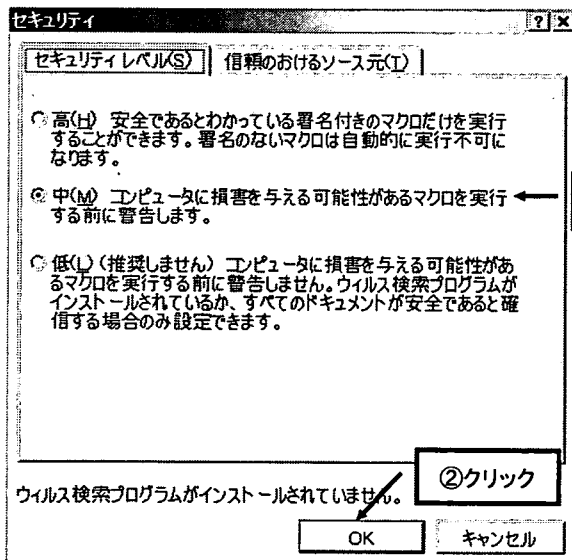 セキュリティ
? ×
セキュリティ レベル(S) 信頼のおけるソース元(T)
高(H) 安全であるとわかっている署名付きのマクロだけを実行
することができます。署名のないマクロは自動的に実行不可に
なります。
中(M) コンピュータに損害を与える可能性があるマクロを実行
する前に警告します。
低(L) (推奨しません) コンピュータに損害を与える可能性があ
るマクロを実行する前に警告しません。ウィルス検索プログラムが
インストールされているか、すべてのドキュメントが安全であると確
信する場合のみ設定できます。
②クリック
ウィルス検索プログラムがインストールされていません。
OK キャンセル